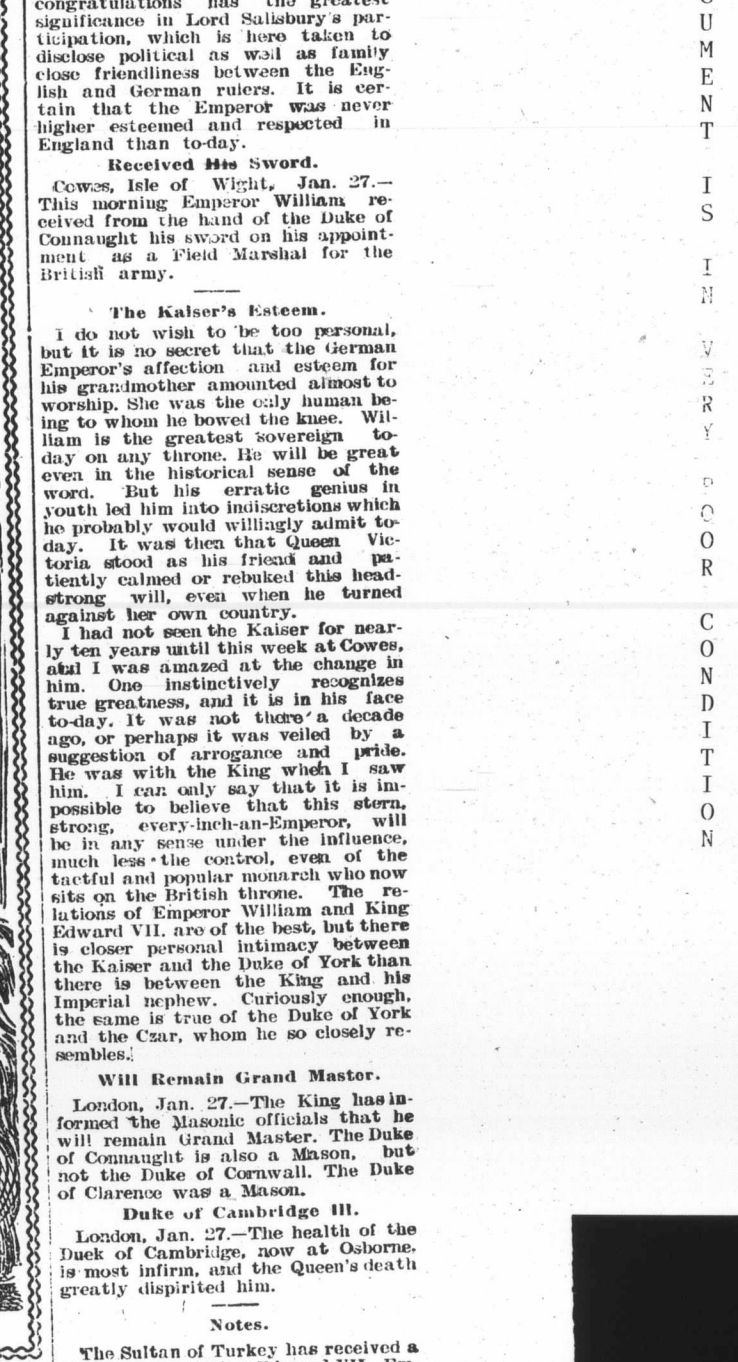 congratulations has the greatest
significance in Lord Salisbury's par-
ticipation, which is here taken to
disclose political as well as family
close friendliness between the Eng-
lish and German rulers. It is cer-
tain that the Emperor was never
higher esteemed and respected in
England than to-day.
Received His Sword.
Cowes, Isle of Wight, Jan. 27.—
This morning Emperor William re-
ceived from the hand of the Duke of
Connaught his sword on his appoint-
ment as a Field Marshal for the
British army.
The Kaiser's Esteem.
I do not wish to be too personal,
but it is no secret that the German
Emperor's affection and esteem for
his grandmother amounted almost to
worship. She was the only human be-
ing to whom he bowed the knee. Wil-
liam is the greatest sovereign to-
day on any throne. He will be great
even in the historical sense of the
word. But his erratic genius in
youth led him into indiscretions which
he probably would willingly admit to-
day. It was then that Queen Vic-
toria stood as his friend and pa-
tiently calmed or rebuked this head-
strong will, even when he turned
against her own country.
I had not seen the Kaiser for near-
ly ten years until this week at Cowes,
and I was amazed at the change in
him. One instinctively recognizes
true greatness, and it is in his face
to-day. It was not there a decade
ago, or perhaps it was veiled by a
suggestion of arrogance and pride.
He was with the King when I saw
him. I can only say that it is im-
possible to believe that this stern,
strong, every-inch-an-Emperor, will
be in any sense under the influence,
much less the control, even of the
tactful and popular monarch who now
sits on the British throne. The re-
lations of Emperor William and King
Edward VII. are of the best, but there
is closer personal intimacy between
the Kaiser and the Duke of York than
there is between the King and his
Imperial nephew. Curiously enough,
the same is true of the Duke of York
and the Czar, whom he so closely re-
sembles.
Will Remain Grand Master.
London, Jan. 27.—The King has in-
formed the Masonic officials that he
will remain Grand Master. The Duke
of Connaught is also a Mason, but
not the Duke of Cornwall. The Duke
of Clarence was a Mason.
Duke of Cambridge Ill.
London, Jan. 27.—The health of the
Duek of Cambridge, now at Osborne,
is most infirm, and the Queen's death
greatly dispirited him.
Notes.
The Sultan of Turkey has received a
UMENT IS IN VERY POOR CONDITION